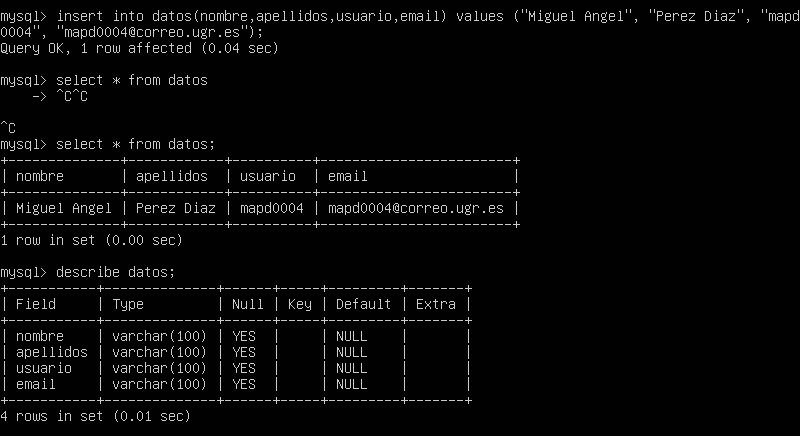 mysql> insert into datos(nombre,apellidos,usuario,email) values ("Miguel Angel", "Perez Diaz", "mapd
0004", "mapd0004@correo.ugr.es");
Query OK, 1 row affected (0.04 sec)

mysql> select * from datos
    -> ^C^C

^C
mysql> select * from datos;
+--------------+------------+----------+------------------------+
| nombre       | apellidos  | usuario  | email                  |
+--------------+------------+----------+------------------------+
| Miguel Angel | Perez Diaz | mapd0004 | mapd0004@correo.ugr.es |
+--------------+------------+----------+------------------------+
1 row in set (0.00 sec)

mysql> describe datos;
+-----------+--------------+------+-----+---------+-------+
| Field     | Type         | Null | Key | Default | Extra |
+-----------+--------------+------+-----+---------+-------+
| nombre    | varchar(100) | YES  |     | NULL    |       |
| apellidos | varchar(100) | YES  |     | NULL    |       |
| usuario   | varchar(100) | YES  |     | NULL    |       |
| email     | varchar(100) | YES  |     | NULL    |       |
+-----------+--------------+------+-----+---------+-------+
4 rows in set (0.01 sec)